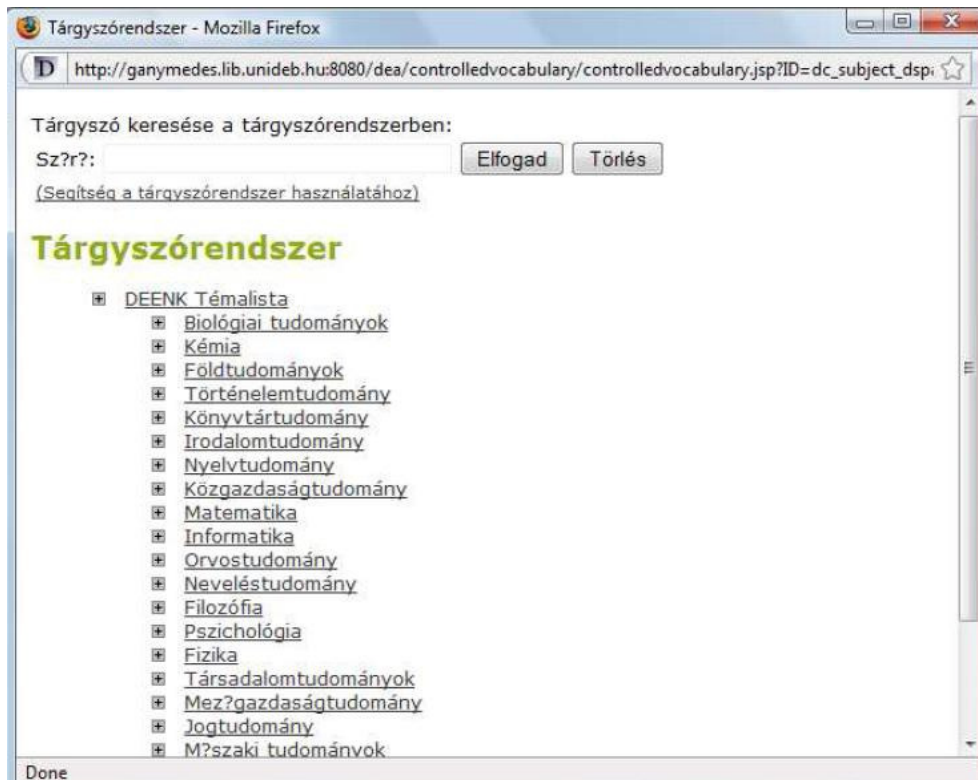 Tárgyszórendszer - Mozilla Firefox
D http://ganymedes.lib.unideb.hu:8080/dea/controlledvocabulary/controlledvocabulary.jsp?ID=dc_subject_dsp
Tárgyszó keresése a tárgyszórendszerben:
Sz?r?: Elfogad Törlés
(Segítség a tárgyszórendszer használatához)
Tárgyszórendszer
DEENK Témalista
Biológiai tudományok
Kémia
Földtudományok
Történelemtudomány
Könyvtártudomány
Irodalomtudomány
Nyelvtudomány
Közgazdaságtudomány
Matematika
Informatika
Orvostudomány
Neveléstudomány
Filozófia
Pszichológia
Fizika
Társadalomtudományok
Mez?gazdaságtudomány
Jogtudomány
M?szaki tudományok
Done